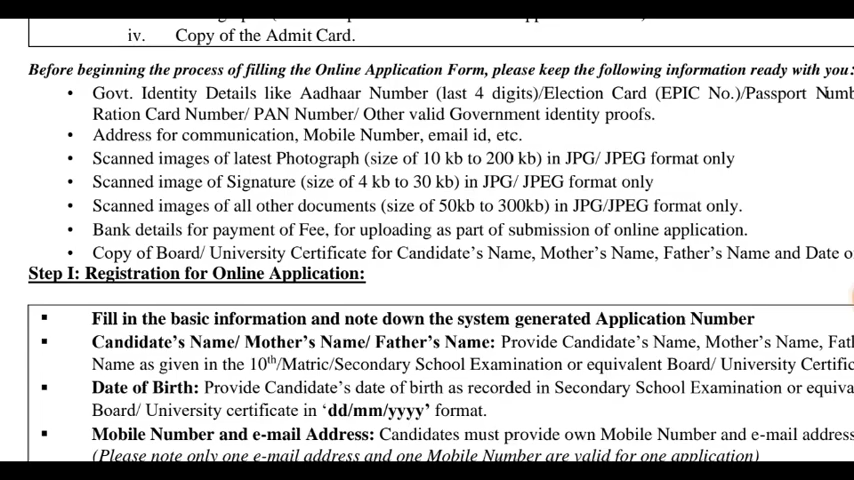 iv. Copy of the Admit Card.
Before beginning the process of filling the Online Application Form, please keep the following information ready with you:
• Govt. Identity Details like Aadhaar Number (last 4 digits)/Election Card (EPIC No.)/Passport Numb
Ration Card Number/ PAN Number/ Other valid Government identity proofs.
• Address for communication, Mobile Number, email id, etc.
• Scanned images of latest Photograph (size of 10 kb to 200 kb) in JPG/ JPEG format only
• Scanned image of Signature (size of 4 kb to 30 kb) in JPG/ JPEG format only
• Scanned images of all other documents (size of 50kb to 300kb) in JPG/JPEG format only.
• Bank details for payment of Fee, for uploading as part of submission of online application.
• Copy of Board/ University Certificate for Candidate's Name, Mother's Name, Father's Name and Date o
Step I: Registration for Online Application:
▪ Fill in the basic information and note down the system generated Application Number
▪ Candidate's Name/ Mother's Name/ Father's Name: Provide Candidate's Name, Mother's Name, Fath
Name as given in the 10th/Matric/Secondary School Examination or equivalent Board/ University Certific
▪ Date of Birth: Provide Candidate's date of birth as recorded in Secondary School Examination or equiva
Board/ University certificate in 'dd/mm/yyyy' format.
▪ Mobile Number and e-mail Address: Candidates must provide own Mobile Number and e-mail address
(Please note only one e-mail address and one Mobile Number are valid for one application)